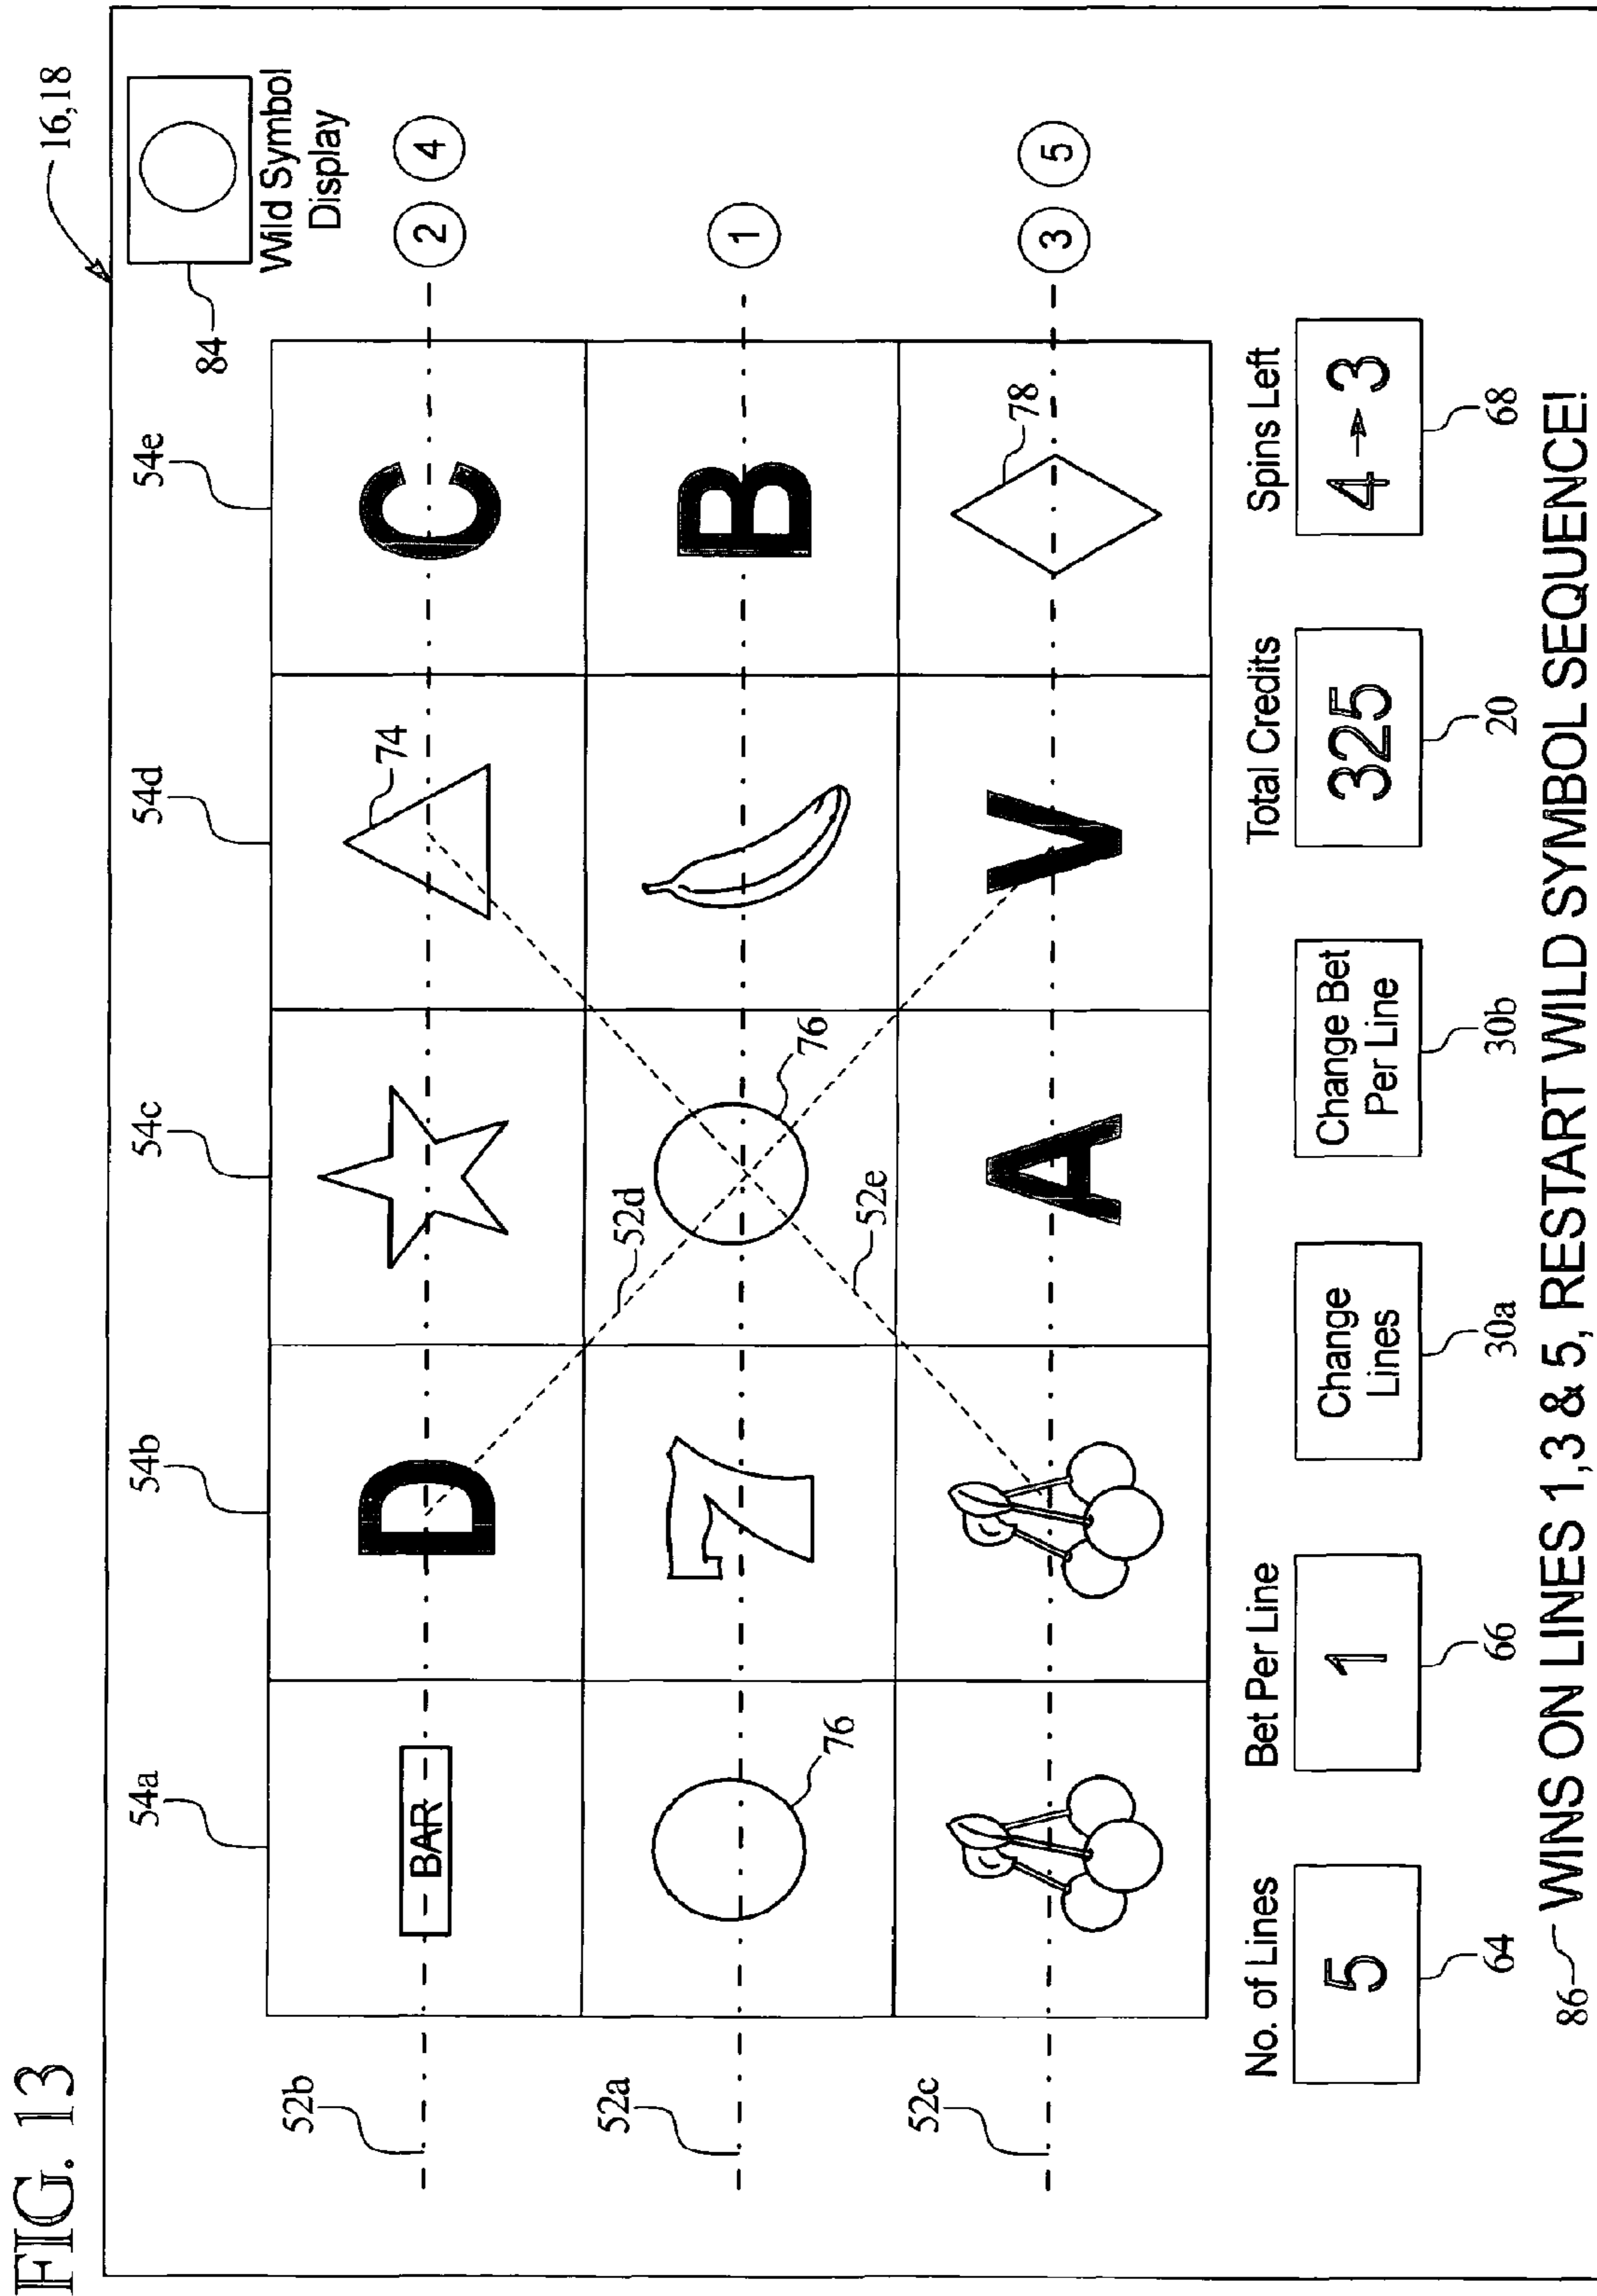 FIG. 13
16,18
84
Wild Symbol
Display
54a
54b
54c
54d
54e
52b
BAR
D
74
C
2
4
52d
52a
76
7
76
B
1
52e
52c
A
V
78
3
5
No. of Lines
Bet Per Line
Total Credits
Spins Left
5
1
Change
Lines
Change Bet
Per Line
325
4 → 3
64
66
30a
30b
20
68
86
WINS ON LINES 1,3 & 5, RESTART WILD SYMBOL SEQUENCE!